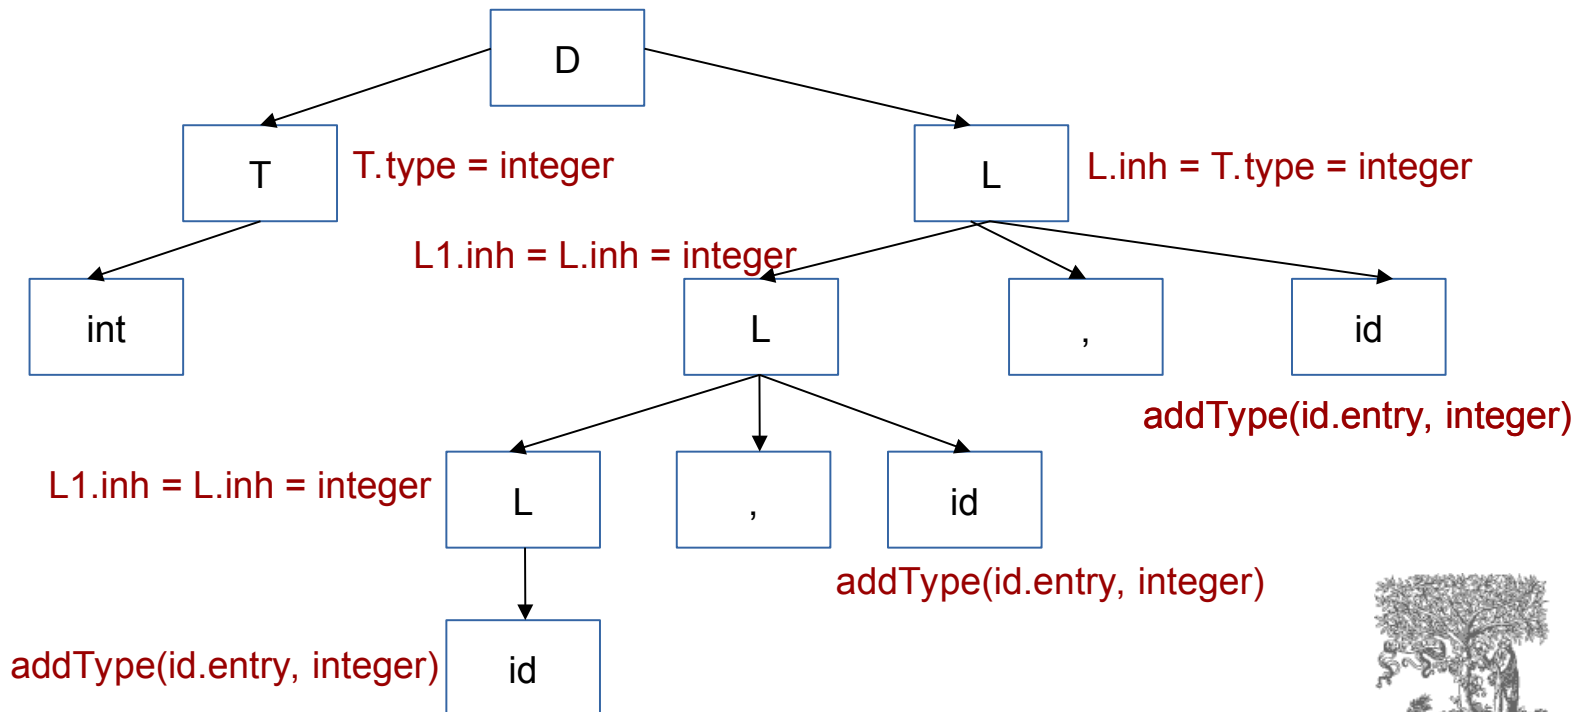 D
T
T.type = integer
L
L.inh = T.type = integer
L1.inh = L.inh = integer
int
L
,
id
addType(id.entry, integer)
L1.inh = L.inh = integer
L
,
id
addType(id.entry, integer)
addType(id.entry, integer)
id